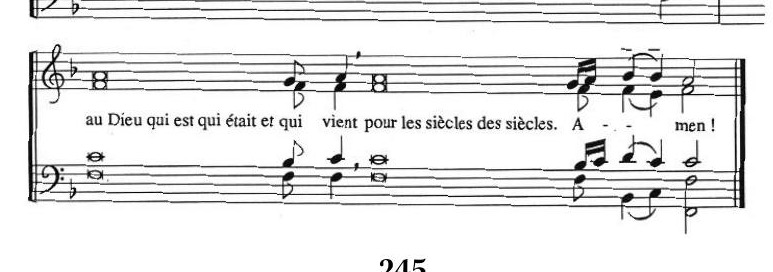 au Dieu qui est qui était et qui vient pour les siècles des siècles. A - - men !
245